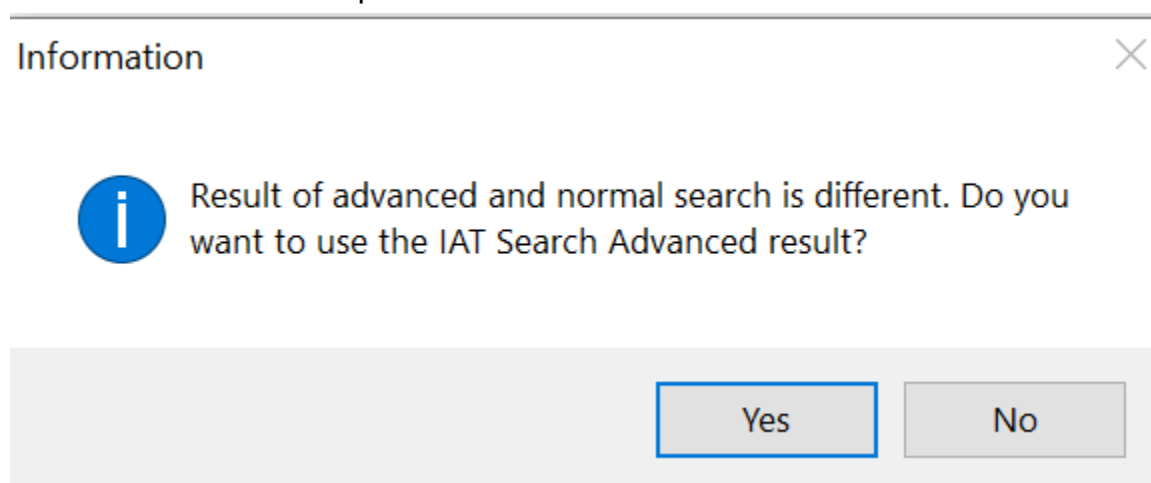 Information
Result of advanced and normal search is different. Do you
want to use the IAT Search Advanced result?
Yes
No